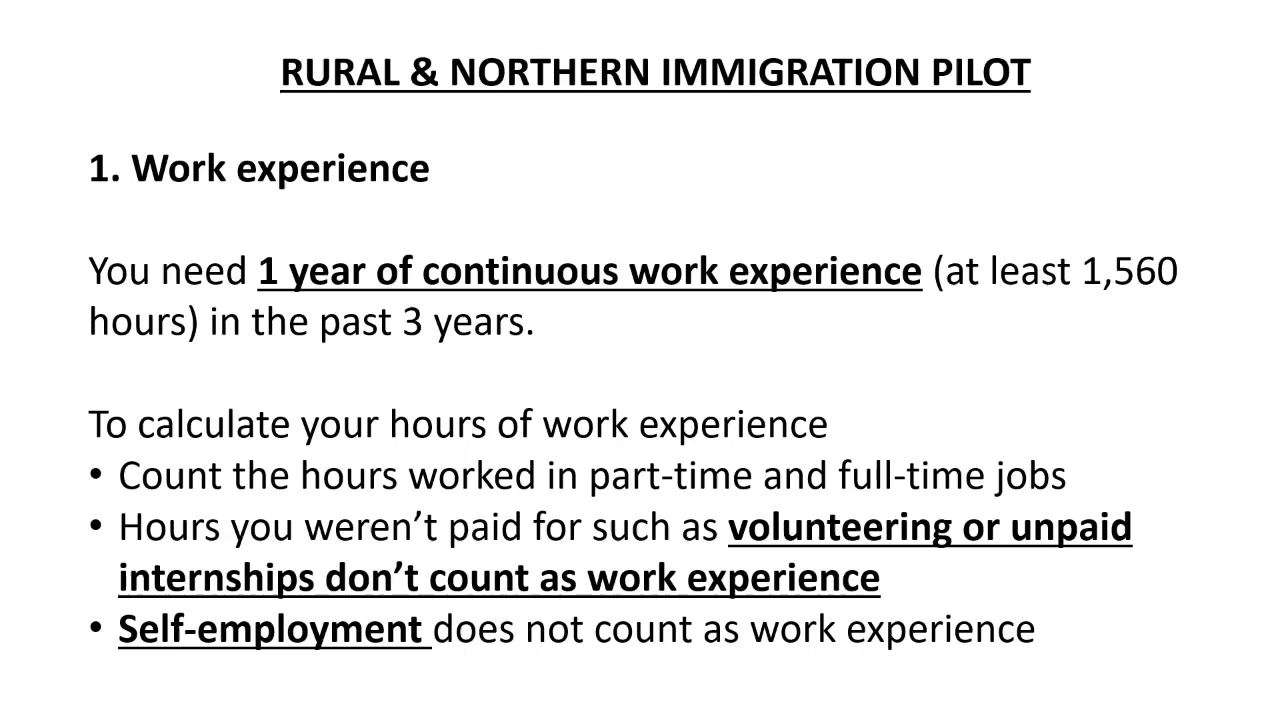 RURAL & NORTHERN IMMIGRATION PILOT
1. Work experience
You need 1 year of continuous work experience (at least 1,560
hours) in the past 3 years.
To calculate your hours of work experience
• Count the hours worked in part-time and full-time jobs
• Hours you weren’t paid for such as volunteering or unpaid
internships don’t count as work experience
• Self-employment does not count as work experience